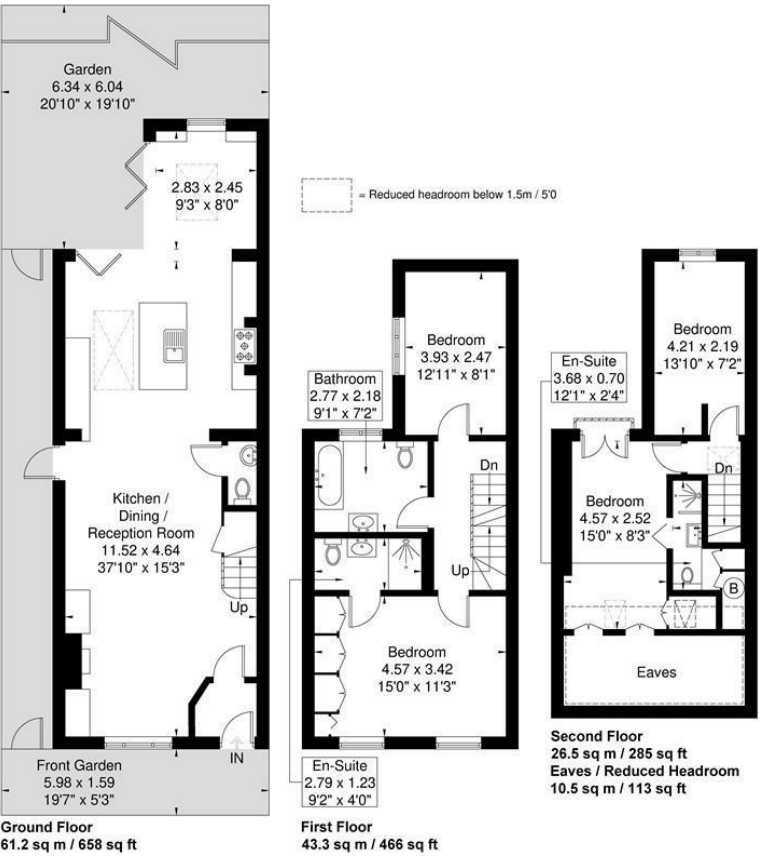 Garden
6.34 x 6.04
20'10" x 19'10"
2.83 x 2.45
9'3" x 8'0"
= Reduced headroom below 1.5m / 5'0
Kitchen /
Dining /
Reception Room
11.52 x 4.64
37'10" x 15'3"
Up
IN
Front Garden
5.98 x 1.59
19'7" x 5'3"
Ground Floor
61.2 sq m / 658 sq ft
Bedroom
3.93 x 2.47
12'11" x 8'1"
Bathroom
2.77 x 2.18
9'1" x 7'2"
Dn
Up
Bedroom
4.57 x 3.42
15'0" x 11'3"
En-Suite
2.79 x 1.23
9'2" x 4'0"
First Floor
43.3 sq m / 466 sq ft
Bedroom
4.21 x 2.19
13'10" x 7'2"
En-Suite
3.68 x 0.70
12'1" x 2'4"
Dn
Bedroom
4.57 x 2.52
15'0" x 8'3"
B
Eaves
Second Floor
26.5 sq m / 285 sq ft
Eaves / Reduced Headroom
10.5 sq m / 113 sq ft